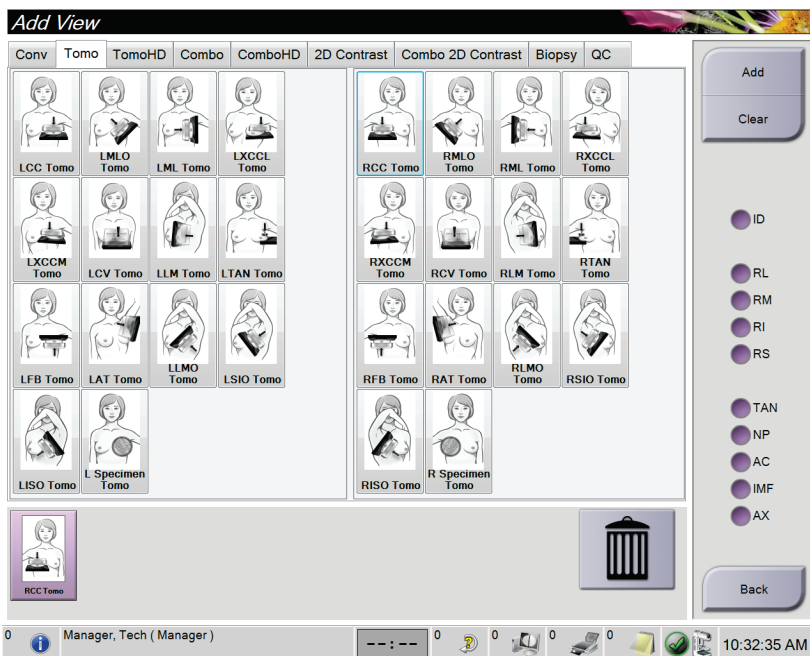 Add View
Conv Tomo TomoHD Combo ComboHD 2D Contrast Combo 2D Contrast Biopsy QC
LCC Tomo
LMLO
Tomo
LML Tomo
LXCCL
Tomo
RCC Tomo
RMLO
Tomo
RML Tomo
RXCCL
Tomo
LXCCM
Tomo
LCV Tomo
LLM Tomo
LTAN Tomo
RXCCM
Tomo
RCV Tomo
RLM Tomo
RTAN
Tomo
LFB Tomo
LAT Tomo
LLMO
Tomo
LSIO Tomo
RFB Tomo
RAT Tomo
RLMO
Tomo
RSIO Tomo
LISO Tomo
L Specimen
Tomo
RISO Tomo
R Specimen
Tomo
Add
Clear
ID
RL
RM
RI
RS
TAN
NP
AC
IMF
AX
Back
RCC Tomo
0 Manager, Tech ( Manager ) --:-- 0 0 0 0 10:32:35 AM